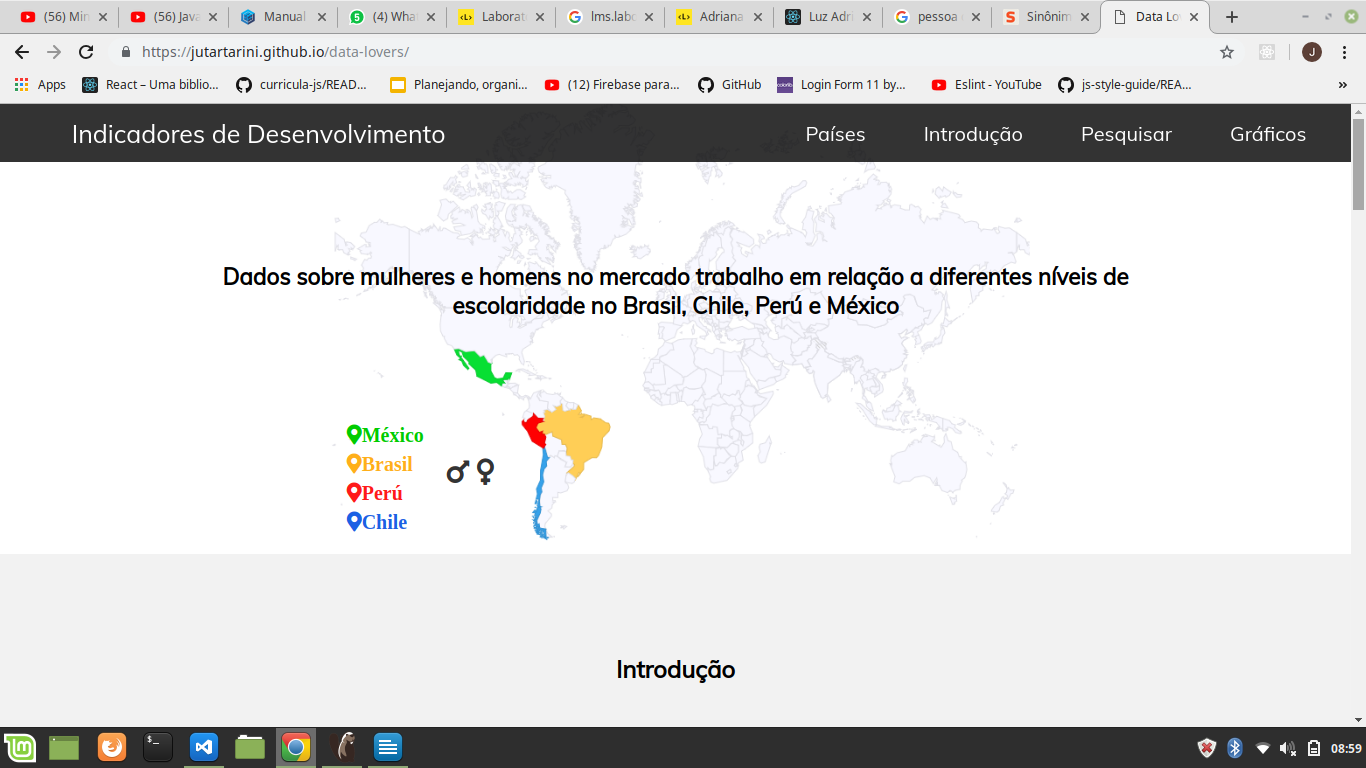 (56) Min
(56) Java
Manual
5
(4) What
Laborat
lms.labo
Adriana
Luz Adri
pessoa
Sinônim
Data Lov
https://jutartarini.github.io/data-lovers/
J
Apps
React – Uma biblio...
curricula-js/READ...
Planejando, organi...
(12) Firebase para...
GitHub
Login Form 11 by...
Eslint - YouTube
js-style-guide/REA...
»
Indicadores de Desenvolvimento
Países
Introdução
Pesquisar
Gráficos
Dados sobre mulheres e homens no mercado trabalho em relação a diferentes níveis de
escolaridade no Brasil, Chile, Perú e México
México
Brasil
Perú
Chile
Introdução
08:59